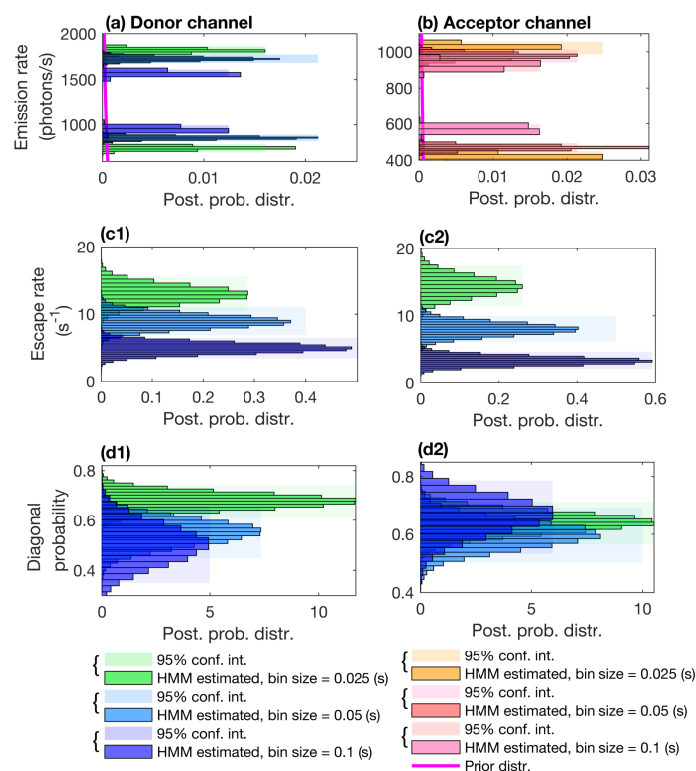 (a) Donor channel
(b) Acceptor channel
Emission rate
(photons/s)
2000
1500
1000
0 0.01 0.02
Post. prob. distr.
1000
800
600
400
0 0.01 0.02 0.03
Post. prob. distr.
(c1)
Escape rate
(s⁻¹)
20
10
0
0 0.1 0.2 0.3 0.4
Post. prob. distr.
(c2)
20
10
0
0 0.2 0.4 0.6
Post. prob. distr.
(d1)
Diagonal
probability
0.8
0.6
0.4
0 5 10
Post. prob. distr.
(d2)
0.8
0.6
0.4
0 5 10
Post. prob. distr.
{ 95% conf. int.
HMM estimated, bin size = 0.025 (s)
{ 95% conf. int.
HMM estimated, bin size = 0.05 (s)
{ 95% conf. int.
HMM estimated, bin size = 0.1 (s)
{ 95% conf. int.
HMM estimated, bin size = 0.025 (s)
{ 95% conf. int.
HMM estimated, bin size = 0.05 (s)
{ 95% conf. int.
HMM estimated, bin size = 0.1 (s)
Prior distr.